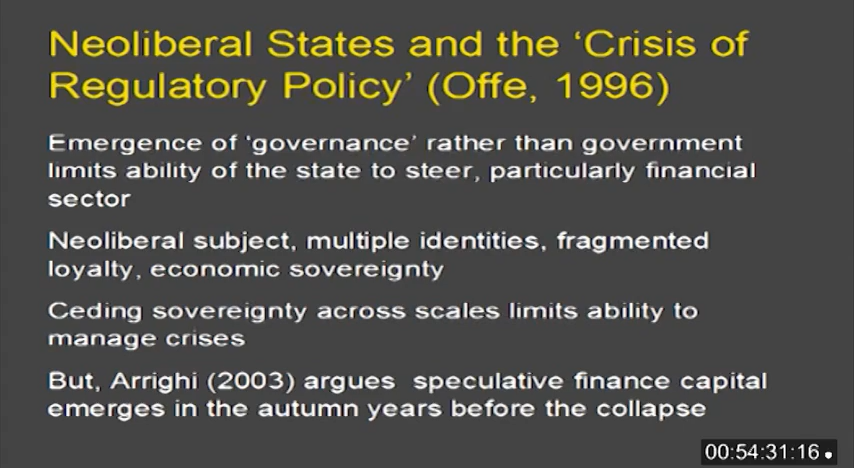 Neoliberal States and the ‘Crisis of
Regulatory Policy’ (Offe, 1996)
Emergence of ‘governance’ rather than government
limits ability of the state to steer, particularly financial
sector
Neoliberal subject, multiple identities, fragmented
loyalty, economic sovereignty
Ceding sovereignty across scales limits ability to
manage crises
But, Arrighi (2003) argues speculative finance capital
emerges in the autumn years before the collapse
00:54:31:16